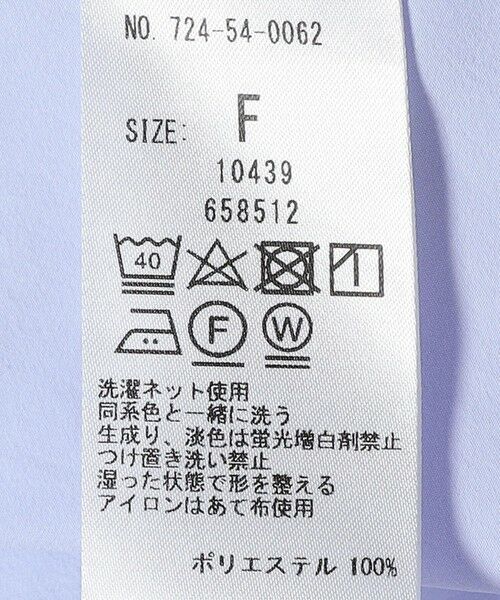 NO. 724-54-0062
SIZE: F
10439
658512
40
F W
洗濯ネット使用
同系色と一緒に洗う
生成り、淡色は蛍光増白剤禁止
つけ置き洗い禁止
湿った状態で形を整える
アイロンはあて布使用
ポリエステル 100%